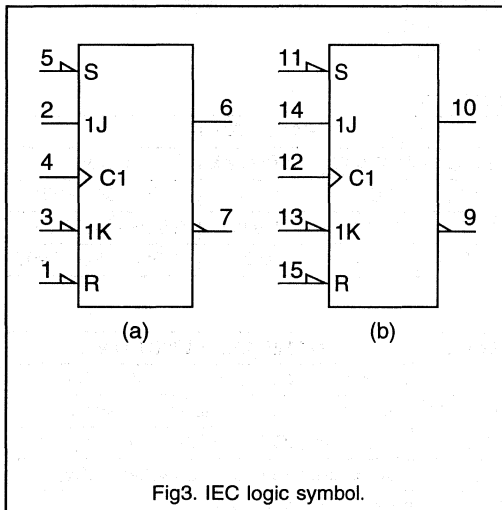 5 S
2 1J 6
4 C1
3 1K 7
1 R
(a)
11 S
14 1J 10
12 C1
13 1K 9
15 R
(b)
Fig3. IEC logic symbol.